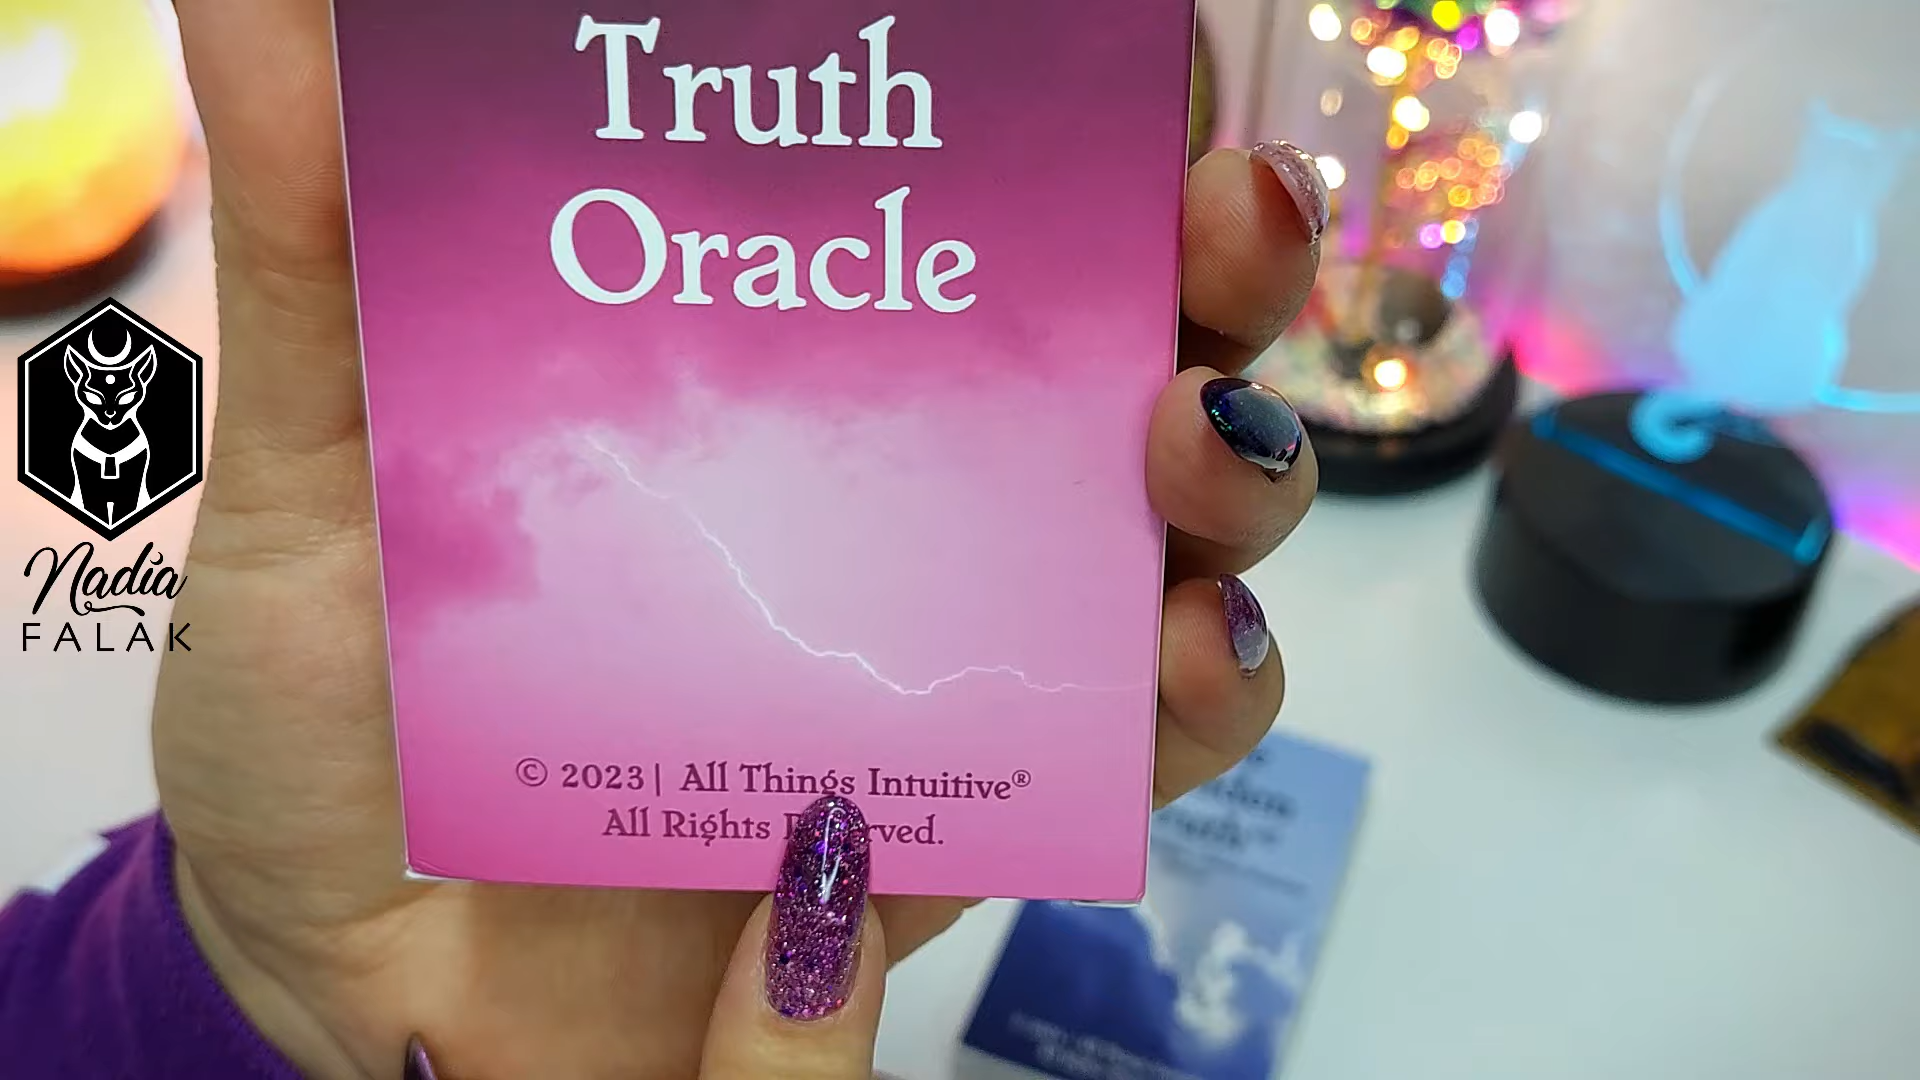 Truth
Oracle
© 2023 | All Things Intuitive®
All Rights
Nadia
FALAK